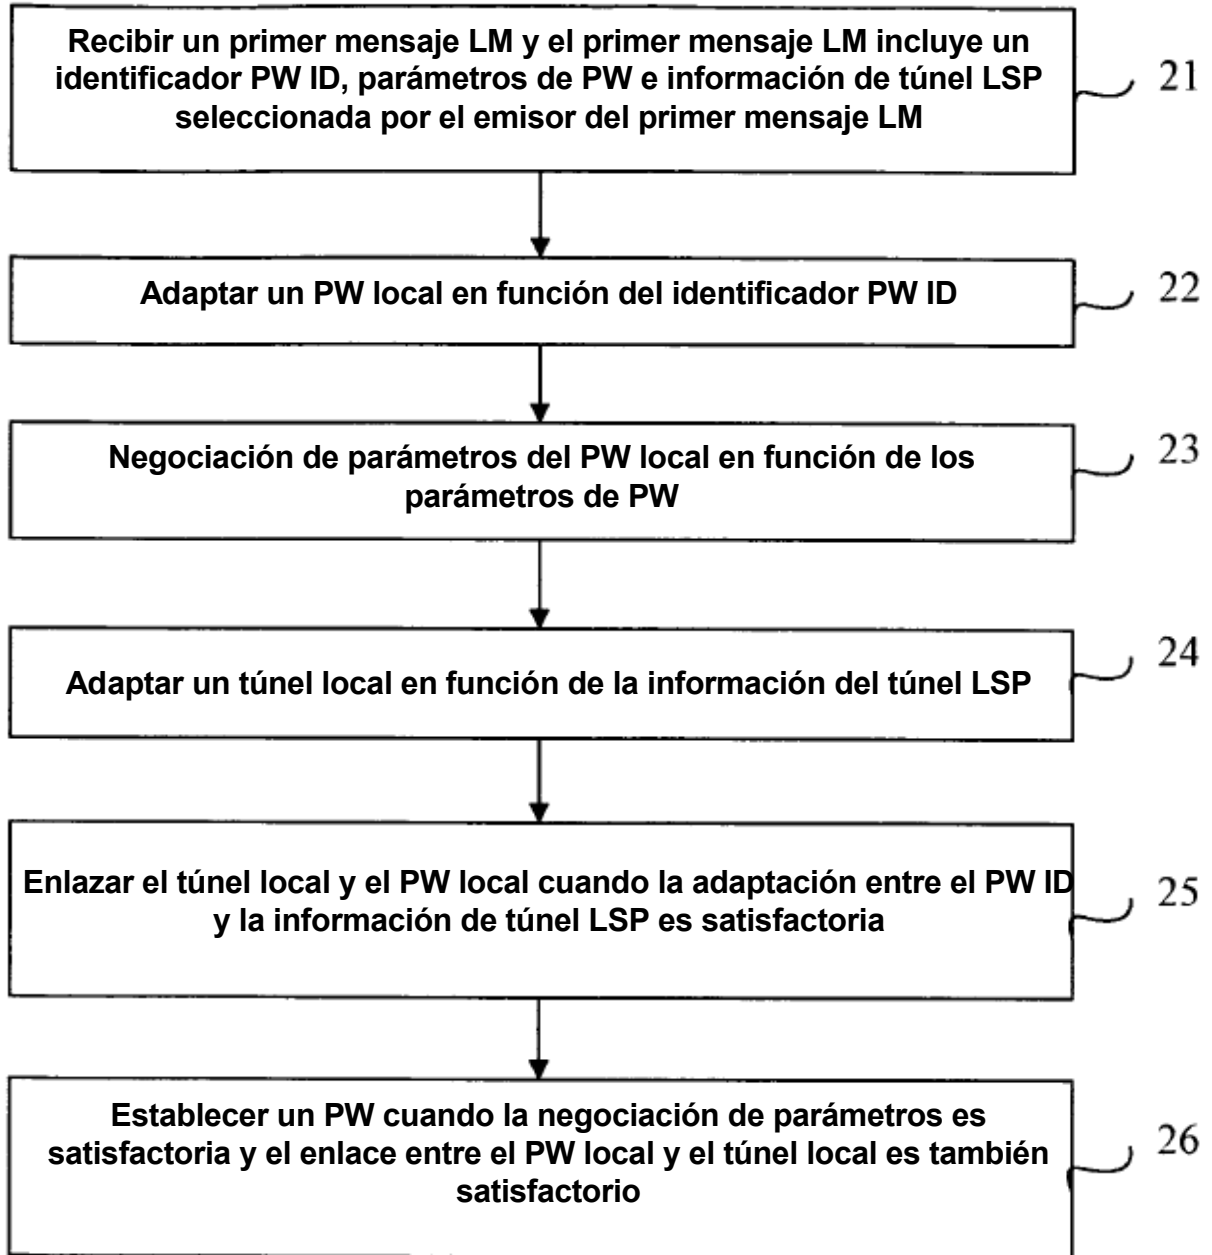 Recibir un primer mensaje LM y el primer mensaje LM incluye un
identificador PW ID, parámetros de PW e información de túnel LSP
seleccionada por el emisor del primer mensaje LM
21
Adaptar un PW local en función del identificador PW ID
22
Negociación de parámetros del PW local en función de los
parámetros de PW
23
Adaptar un túnel local en función de la información del túnel LSP
24
Enlazar el túnel local y el PW local cuando la adaptación entre el PW ID
y la información de túnel LSP es satisfactoria
25
Establecer un PW cuando la negociación de parámetros es
satisfactoria y el enlace entre el PW local y el túnel local es también
satisfactorio
26